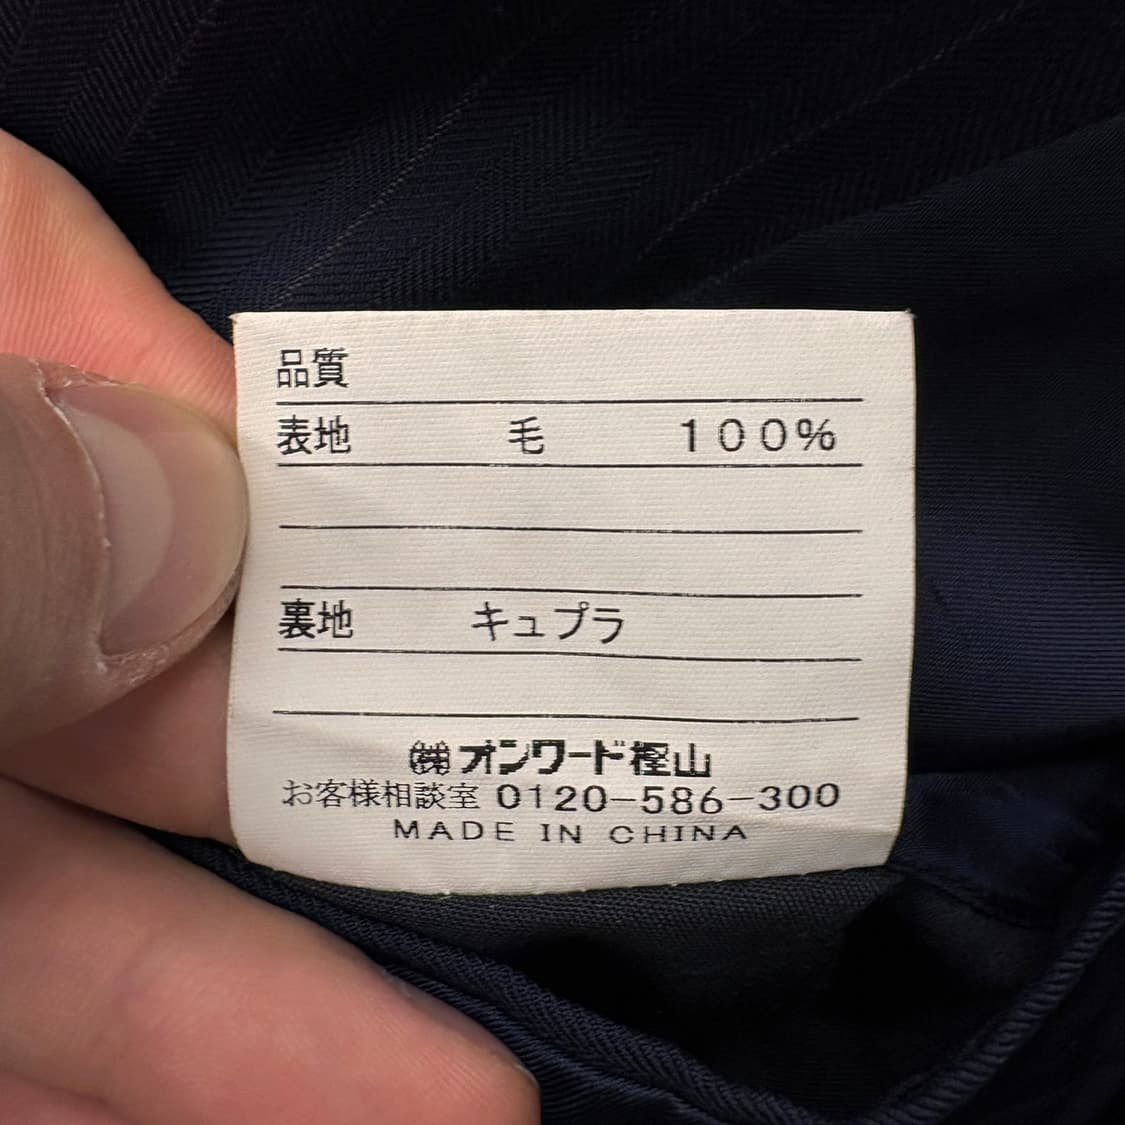 品質
表地 毛 100%
裏地 キュプラ
㈱オンワード樫山
お客様相談室 0120-586-300
MADE IN CHINA